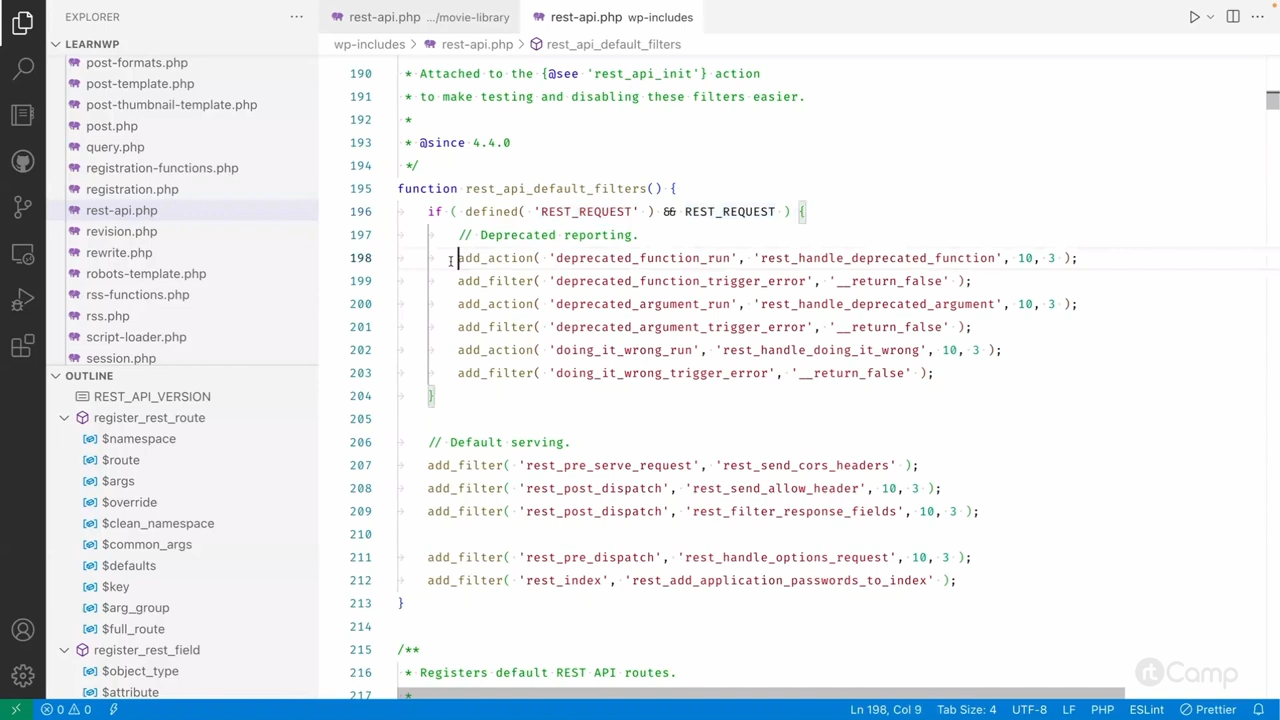 EXPLORER
LEARNWP
post-formats.php
post-template.php
post-thumbnail-template.php
post.php
query.php
registration-functions.php
registration.php
rest-api.php
revision.php
rewrite.php
robots-template.php
rss-functions.php
rss.php
script-loader.php
session.php
OUTLINE
REST_API_VERSION
register_rest_route
$namespace
$route
$args
$override
$clean_namespace
$common_args
$defaults
$key
$arg_group
$full_route
register_rest_field
$object_type
$attribute
rest-api.php .../movie-library
rest-api.php wp-includes
wp-includes > rest-api.php > rest_api_default_filters
190 * Attached to the {@see 'rest_api_init'} action
191 * to make testing and disabling these filters easier.
192 *
193 * @since 4.4.0
194 */
195 function rest_api_default_filters() {
196 if ( defined( 'REST_REQUEST' ) && REST_REQUEST ) {
197 // Deprecated reporting.
198 add_action( 'deprecated_function_run', 'rest_handle_deprecated_function', 10, 3 );
199 add_filter( 'deprecated_function_trigger_error', '__return_false' );
200 add_action( 'deprecated_argument_run', 'rest_handle_deprecated_argument', 10, 3 );
201 add_filter( 'deprecated_argument_trigger_error', '__return_false' );
202 add_action( 'doing_it_wrong_run', 'rest_handle_doing_it_wrong', 10, 3 );
203 add_filter( 'doing_it_wrong_trigger_error', '__return_false' );
204 }
205
206 // Default serving.
207 add_filter( 'rest_pre_serve_request', 'rest_send_cors_headers' );
208 add_filter( 'rest_post_dispatch', 'rest_send_allow_header', 10, 3 );
209 add_filter( 'rest_post_dispatch', 'rest_filter_response_fields', 10, 3 );
210
211 add_filter( 'rest_pre_dispatch', 'rest_handle_options_request', 10, 3 );
212 add_filter( 'rest_index', 'rest_add_application_passwords_to_index' );
213 }
214
215 /**
216 * Registers default REST API routes.
217 *
rtCamp
0 0 Ln 198, Col 9 Tab Size: 4 UTF-8 LF PHP ESLint Prettier